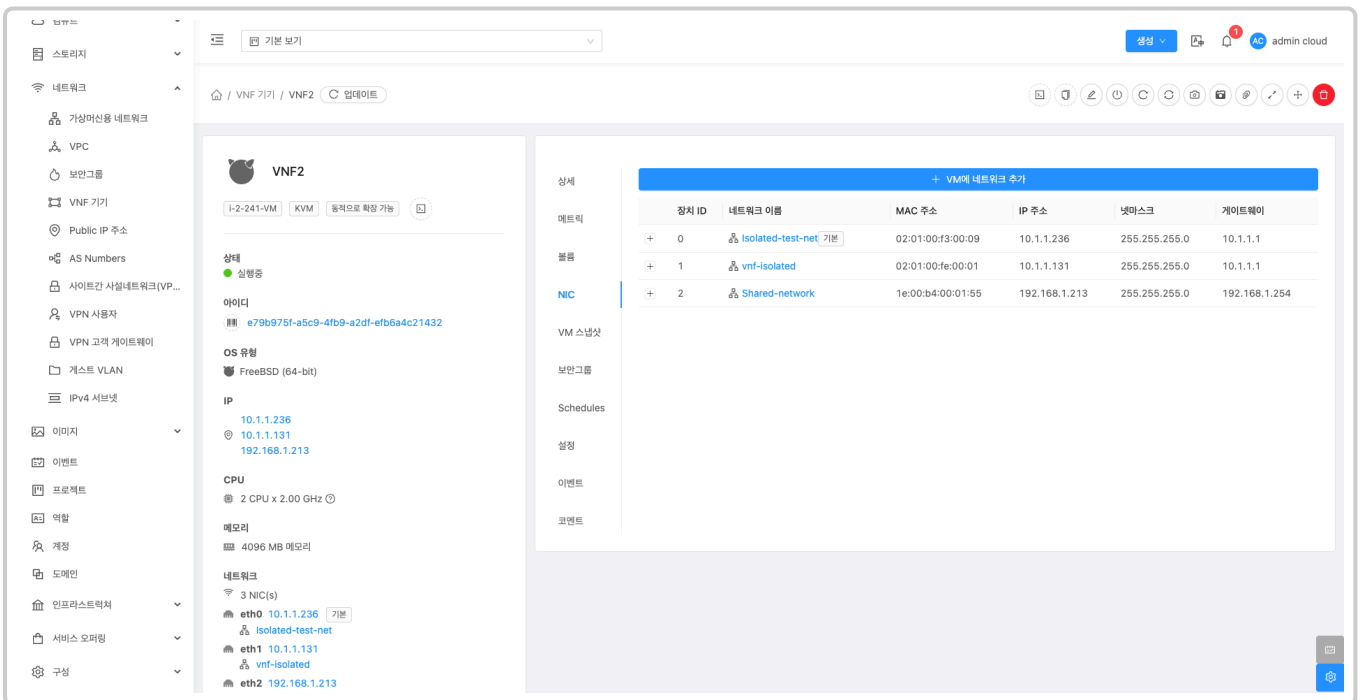 컴퓨트
스토리지
네트워크
가상머신용 네트워크
VPC
보안그룹
VNF 기기
Public IP 주소
AS Numbers
사이트간 사설네트워크(VP...
VPN 사용자
VPN 고객 게이트웨이
게스트 VLAN
IPv4 서브넷
이미지
이벤트
프로젝트
역할
계정
도메인
인프라스트럭쳐
서비스 오퍼링
구성
기본 보기
생성
1
AC admin cloud
/ VNF 기기 / VNF2 업데이트
VNF2
i-2-241-VM KVM 동적으로 확장 가능
상태
실행중
아이디
e79b975f-a5c9-4fb9-a2df-efb6a4c21432
OS 유형
FreeBSD (64-bit)
IP
10.1.1.236
10.1.1.131
192.168.1.213
CPU
2 CPU x 2.00 GHz
메모리
4096 MB 메모리
네트워크
3 NIC(s)
eth0 10.1.1.236 기본
Isolated-test-net
eth1 10.1.1.131
vnf-isolated
eth2 192.168.1.213
상세
메트릭
볼륨
NIC
VM 스냅샷
보안그룹
Schedules
설정
이벤트
코멘트
+ VM에 네트워크 추가
장치 ID 네트워크 이름 MAC 주소 IP 주소 넷마스크 게이트웨이
0 Isolated-test-net 기본 02:01:00:f3:00:09 10.1.1.236 255.255.255.0 10.1.1.1
1 vnf-isolated 02:01:00:fe:00:01 10.1.1.131 255.255.255.0 10.1.1.1
2 Shared-network 1e:00:b4:00:01:55 192.168.1.213 255.255.255.0 192.168.1.254